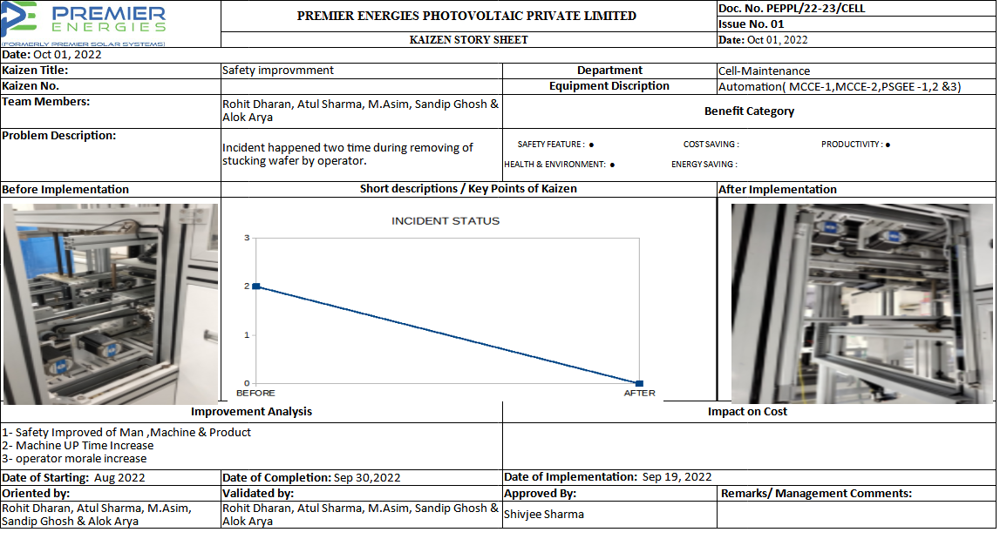 PREMIER
ENERGIES
(FORMERLY PREMIER SOLAR SYSTEMS)
PREMIER ENERGIES PHOTOVOLTAIC PRIVATE LIMITED
KAIZEN STORY SHEET
Doc. No. PEPPL/22-23/CELL
Issue No. 01
Date: Oct 01, 2022
Date: Oct 01, 2022
Kaizen Title:
Safety improvmment
Department
Cell-Maintenance
Kaizen No.
Equipment Discription
Automation( MCCE-1,MCCE-2,PSGEE -1,2 &3)
Team Members:
Rohit Dharan, Atul Sharma, M.Asim, Sandip Ghosh &
Alok Arya
Benefit Category
Problem Description:
Incident happened two time during removing of
stucking wafer by operator.
SAFETY FEATURE : ●
COST SAVING :
PRODUCTIVITY : ●
HEALTH & ENVIRONMENT: ●
ENERGY SAVING :
Before Implementation
Short descriptions / Key Points of Kaizen
After Implementation
INCIDENT STATUS
3
2
1
0
BEFORE
AFTER
Improvement Analysis
Impact on Cost
1- Safety Improved of Man ,Machine & Product
2- Machine UP Time Increase
3- operator morale increase
Date of Starting: Aug 2022
Date of Completion: Sep 30,2022
Date of Implementation: Sep 19, 2022
Oriented by:
Validated by:
Approved By:
Remarks/ Management Comments:
Rohit Dharan, Atul Sharma, M.Asim,
Sandip Ghosh & Alok Arya
Rohit Dharan, Atul Sharma, M.Asim, Sandip Ghosh &
Alok Arya
Shivjee Sharma